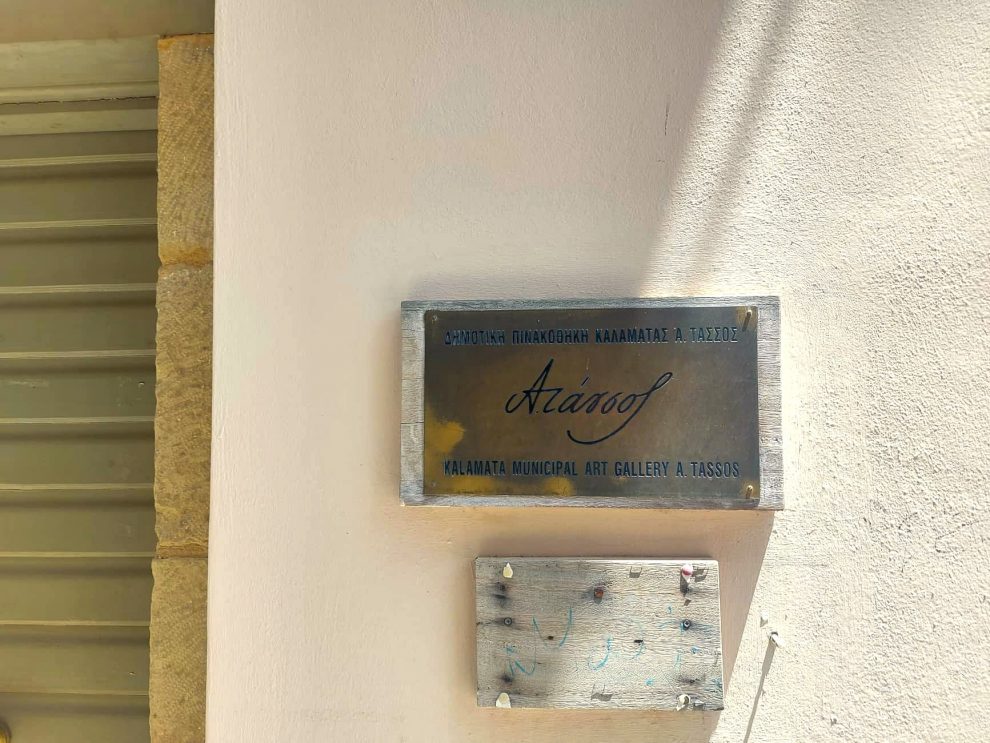 ΔΗΜΟΤΙΚΗ ΠΙΝΑΚΟΘΗΚΗ ΚΑΛΑΜΑΤΑΣ Α. ΤΑΣΣΟΣ
Α. τάσσος
KALAMATA MUNICIPAL ART GALLERY A. TASSOS